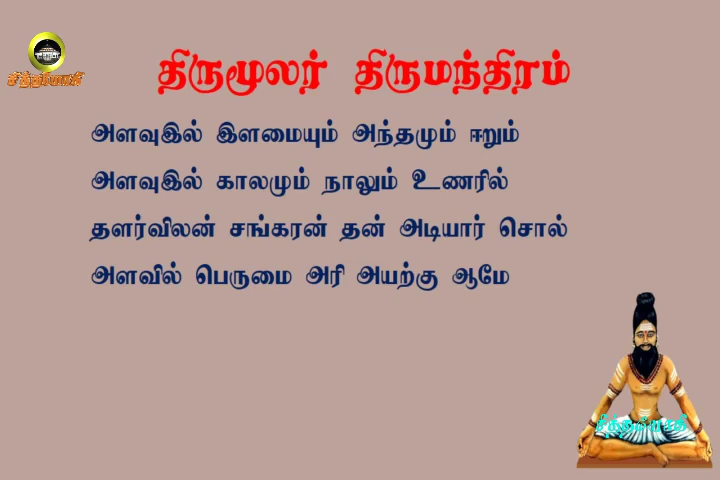 சித்தர்யோகி
திருமூலர் திருமந்திரம்
அளவுஇல் இளமையும் அந்தமும் ஈறும்
அளவுஇல் காலமும் நாலும் உணரில்
தளர்விலன் சங்கரன் தன் அடியார் சொல்
அளவில் பெருமை அரி அயற்கு ஆமே